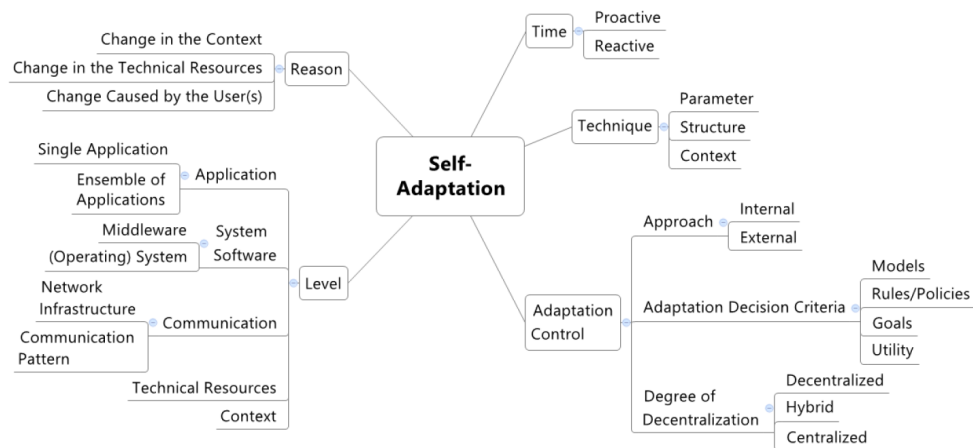 Self-
Adaptation
Reason
Change in the Context
Change in the Technical Resources
Change Caused by the User(s)
Time
Proactive
Reactive
Technique
Parameter
Structure
Context
Level
Application
Single Application
Ensemble of
Applications
System
Software
Middleware
(Operating) System
Communication
Network
Infrastructure
Communication
Pattern
Technical Resources
Context
Adaptation
Control
Approach
Internal
External
Adaptation Decision Criteria
Models
Rules/Policies
Goals
Utility
Degree of
Decentralization
Decentralized
Hybrid
Centralized